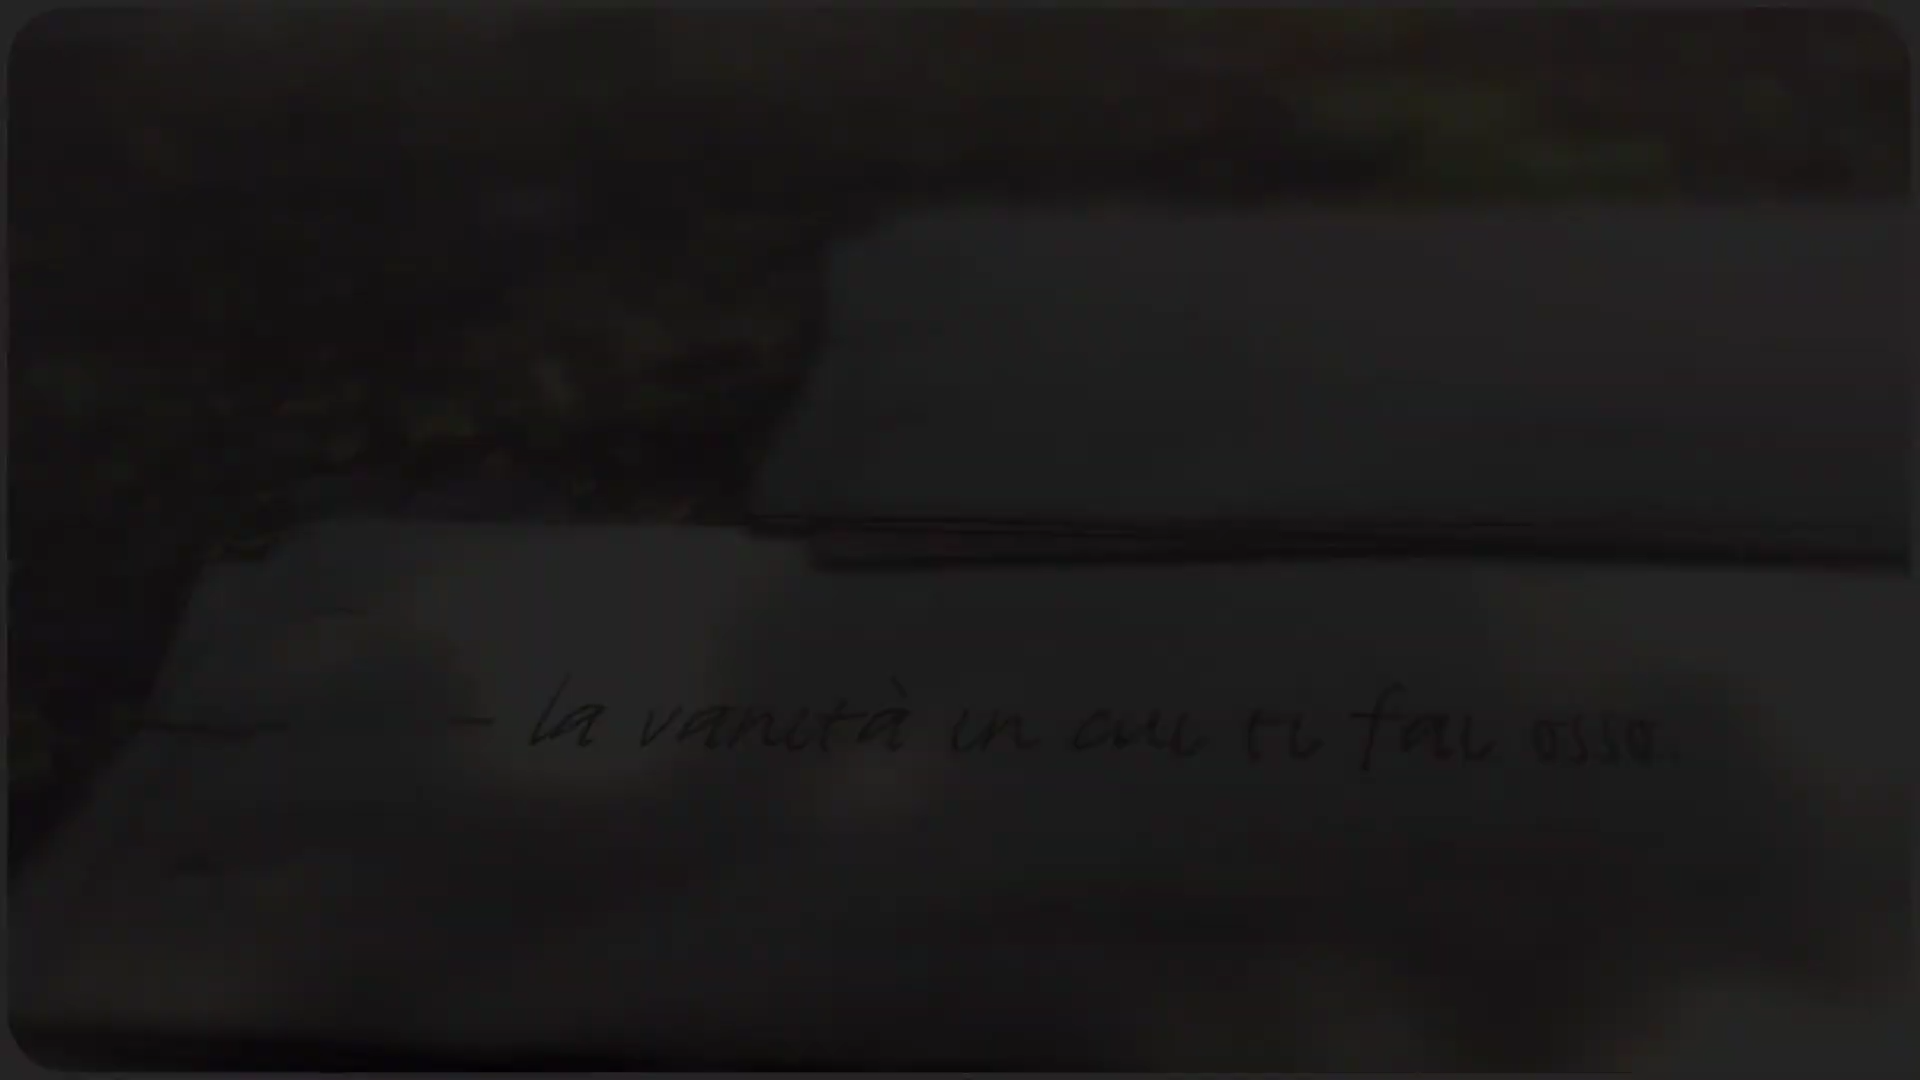 – la vanità in cui ti fai osso.